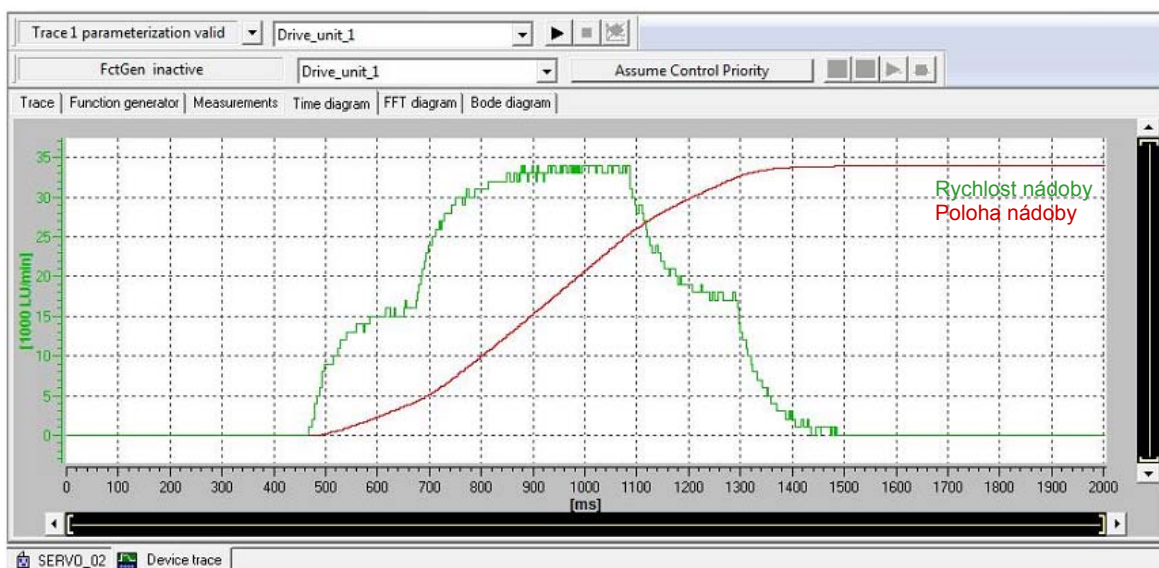 Trace 1 parameterization valid Drive_unit_1
FctGen inactive Drive_unit_1 Assume Control Priority
Trace Function generator Measurements Time diagram FFT diagram Bode diagram
35
30
25
20
15
10
5
0
[1000 LU/min]
Rychlost nádoby
Poloha nádoby
0 100 200 300 400 500 600 700 800 900 1000 1100 1200 1300 1400 1500 1600 1700 1800 1900 2000
[ms]
SERVO_02 Device trace